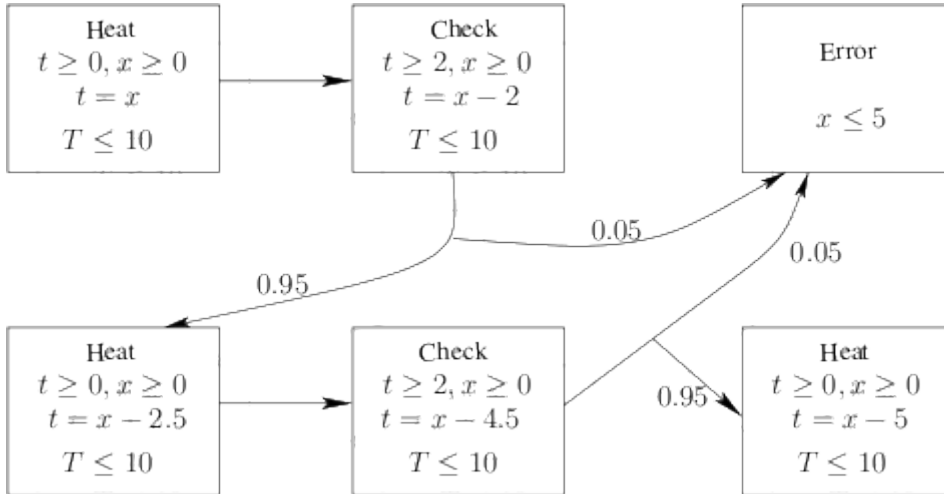 Heat
t ≥ 0, x ≥ 0
t = x
T ≤ 10
Check
t ≥ 2, x ≥ 0
t = x − 2
T ≤ 10
Error
x ≤ 5
0.05
0.05
0.95
Heat
t ≥ 0, x ≥ 0
t = x − 2.5
T ≤ 10
Check
t ≥ 2, x ≥ 0
t = x − 4.5
T ≤ 10
0.95
Heat
t ≥ 0, x ≥ 0
t = x − 5
T ≤ 10